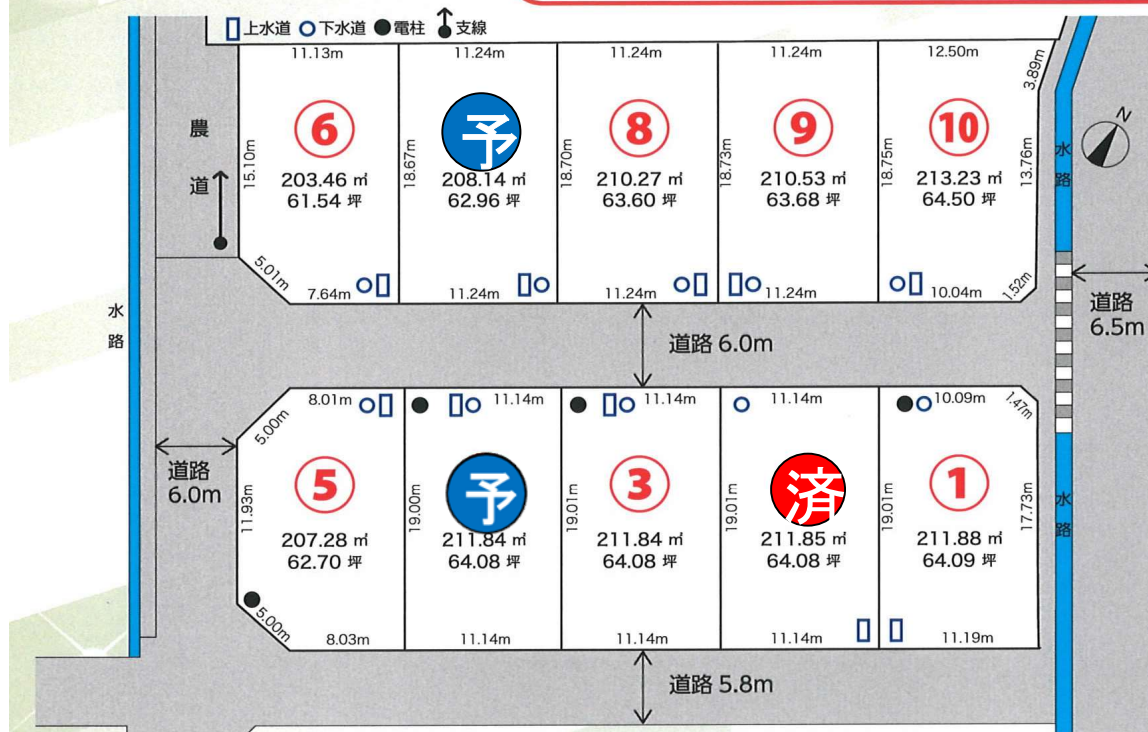 上水道 下水道 電柱 支線
11.13m 11.24m 11.24m 11.24m 12.50m
3.89m
農道
水路
N
6 予 8 9 10
15.10m 18.67m 18.70m 18.73m 18.75m 13.76m
203.46 ㎡ 208.14 ㎡ 210.27 ㎡ 210.53 ㎡ 213.23 ㎡
61.54 坪 62.96 坪 63.60 坪 63.68 坪 64.50 坪
5.01m
7.64m 11.24m 11.24m 11.24m 10.04m
1.52m
水路
道路 6.0m
道路
6.5m
8.01m 11.14m 11.14m 11.14m 10.09m
5.00m
1.47m
道路
6.0m
5 予 3 済 1
11.93m 19.00m 19.01m 19.01m 19.01m 17.73m
水路
207.28 ㎡ 211.84 ㎡ 211.84 ㎡ 211.85 ㎡ 211.88 ㎡
62.70 坪 64.08 坪 64.08 坪 64.08 坪 64.09 坪
5.00m
8.03m 11.14m 11.14m 11.14m 11.19m
道路 5.8m